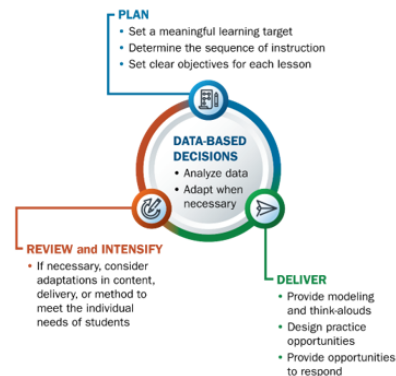 PLAN
• Set a meaningful learning target
• Determine the sequence of instruction
• Set clear objectives for each lesson
DATA-BASED
DECISIONS
• Analyze data
• Adapt when
necessary
REVIEW and INTENSIFY
• If necessary, consider
adaptations in content,
delivery, or method to
meet the individual
needs of students
DELIVER
• Provide modeling
and think-alouds
• Design practice
opportunities
• Provide opportunities
to respond